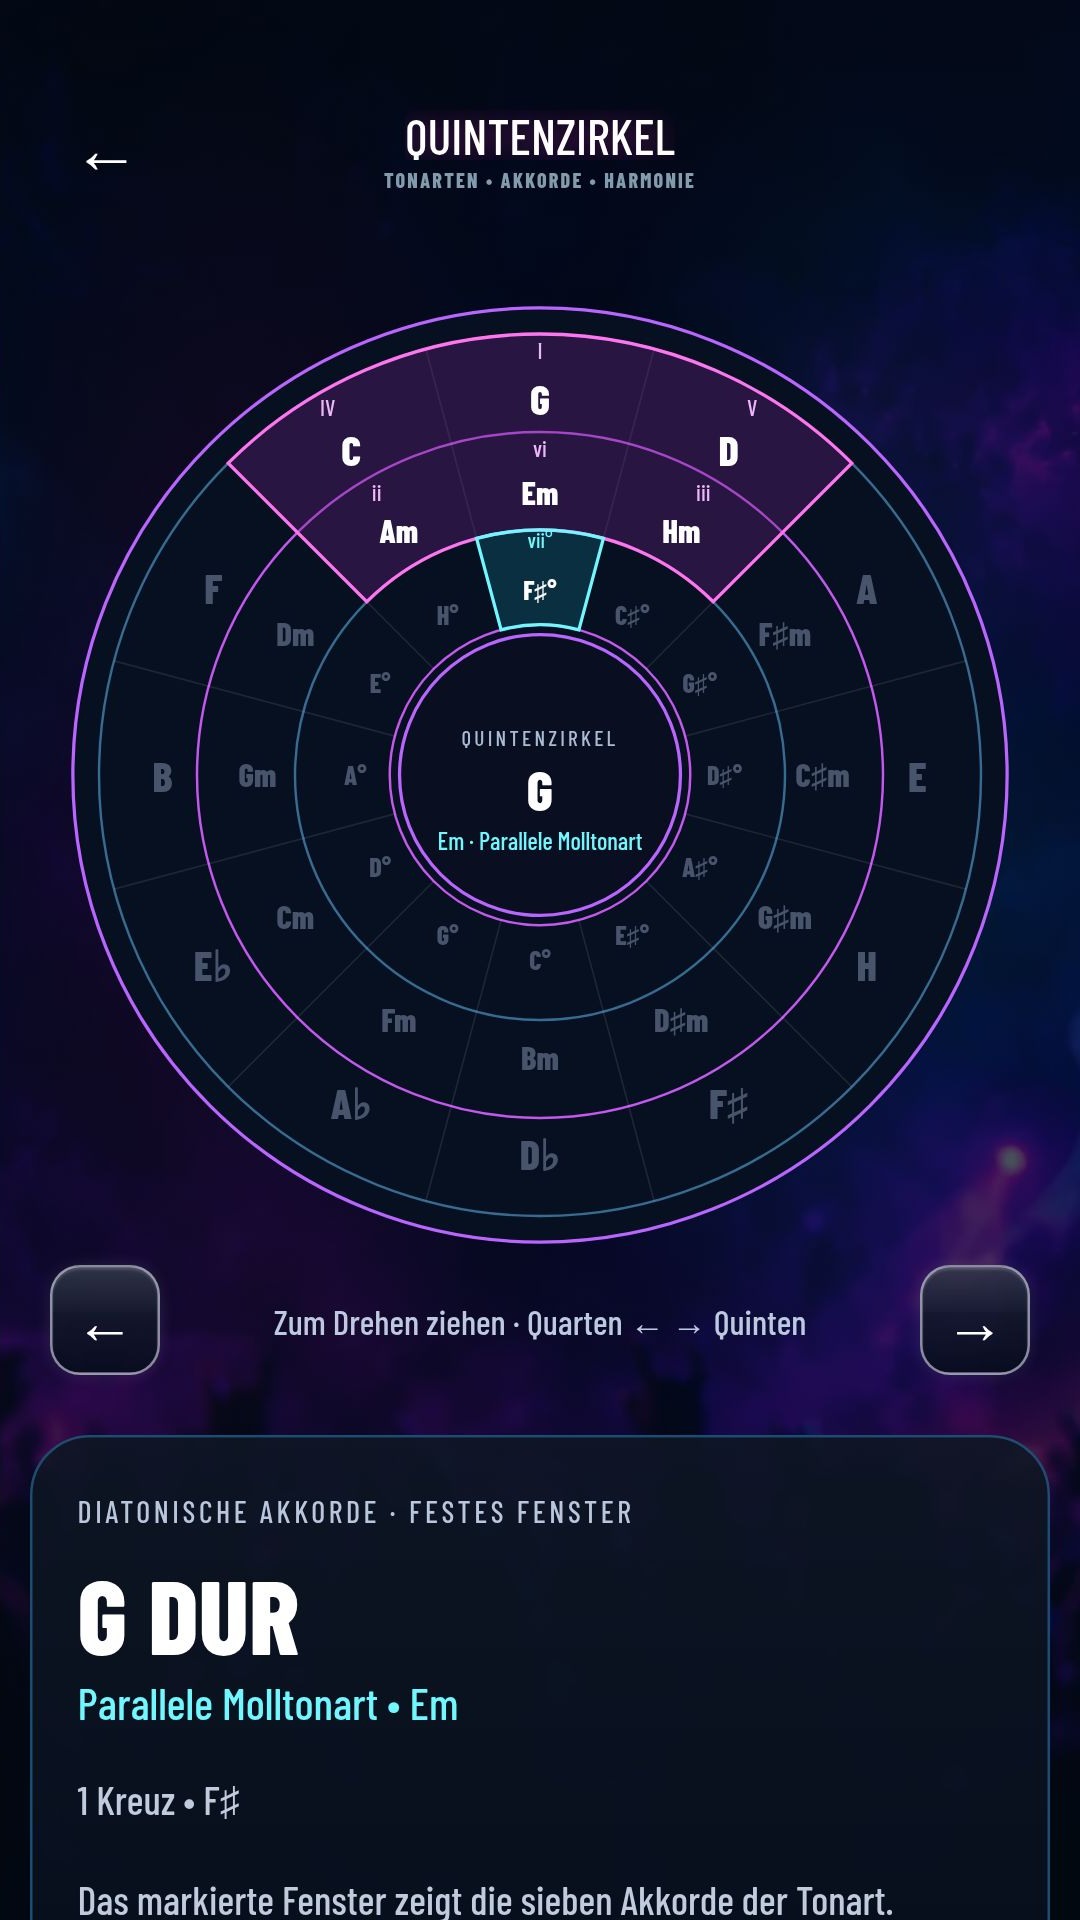 ←
QUINTENZIRKEL
TONARTEN • AKKORDE • HARMONIE
I
IV G V
C D
vi
ii Em iii
Am Hm
vii°
F♯°
F H° C♯° A
Dm F♯m
E° G♯°
QUINTENZIRKEL
B Gm A° G D♯° C♯m E
Em · Parallele Molltonart
D° A♯°
Cm G♯m
E♭ G° E♯° H
C°
Fm D♯m
Bm
A♭ F♯
D♭
← Zum Drehen ziehen · Quarten ← → Quinten →
DIATONISCHE AKKORDE · FESTES FENSTER
G DUR
Parallele Molltonart • Em
1 Kreuz • F♯
Das markierte Fenster zeigt die sieben Akkorde der Tonart.